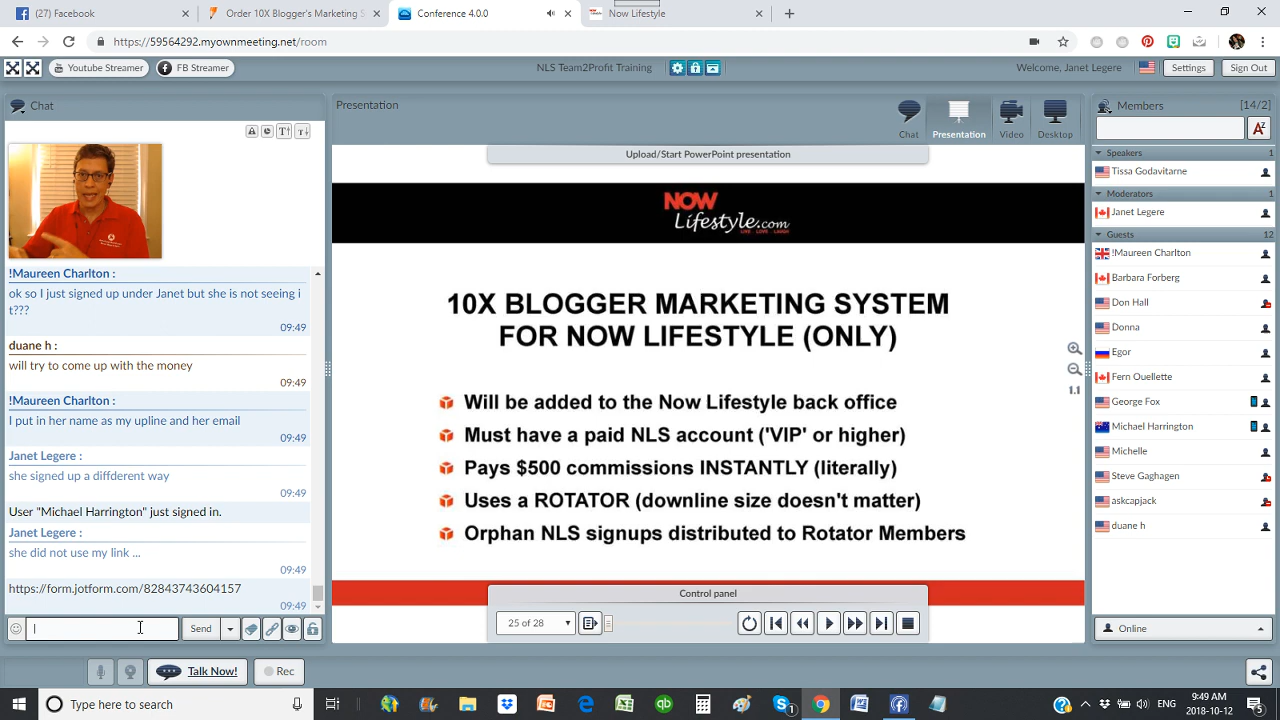 (27) Facebook
Order 10X Blogger's Marketing S
Conference 4.0.0
Now Lifestyle
https://59564292.myownmeeting.net/room
Youtube Streamer
FB Streamer
NLS Team2Profit Training
Welcome, Janet Legere
Settings
Sign Out
Chat
!Maureen Charlton :
ok so I just signed up under Janet but she is not seeing i
t???
09:49
duane h :
will try to come up with the money
09:49
!Maureen Charlton :
I put in her name as my upline and her email
09:49
Janet Legere :
she signed up a diffderent way
09:49
User "Michael Harrington" just signed in.
Janet Legere :
she did not use my link ...
09:49
https://form.jotform.com/82843743604157
09:49
Send
Talk Now!
Rec
Presentation
Chat
Presentation
Video
Desktop
Upload/Start PowerPoint presentation
NOW
Lifestyle.com
LIVE LOVE LAUGH
10X BLOGGER MARKETING SYSTEM
FOR NOW LIFESTYLE (ONLY)
Will be added to the Now Lifestyle back office
Must have a paid NLS account ('VIP' or higher)
Pays $500 commissions INSTANTLY (literally)
Uses a ROTATOR (downline size doesn't matter)
Orphan NLS signups distributed to Rotator Members
1.1
Control panel
25 of 28
Members
[14/2]
Speakers 1
Tissa Godavitarne
Moderators 1
Janet Legere
Guests 12
!Maureen Charlton
Barbara Forberg
Don Hall
Donna
Egor
Fern Ouellette
George Fox
Michael Harrington
Michelle
Steve Gaghagen
askcapjack
duane h
Online
Type here to search
9:49 AM
2018-10-12